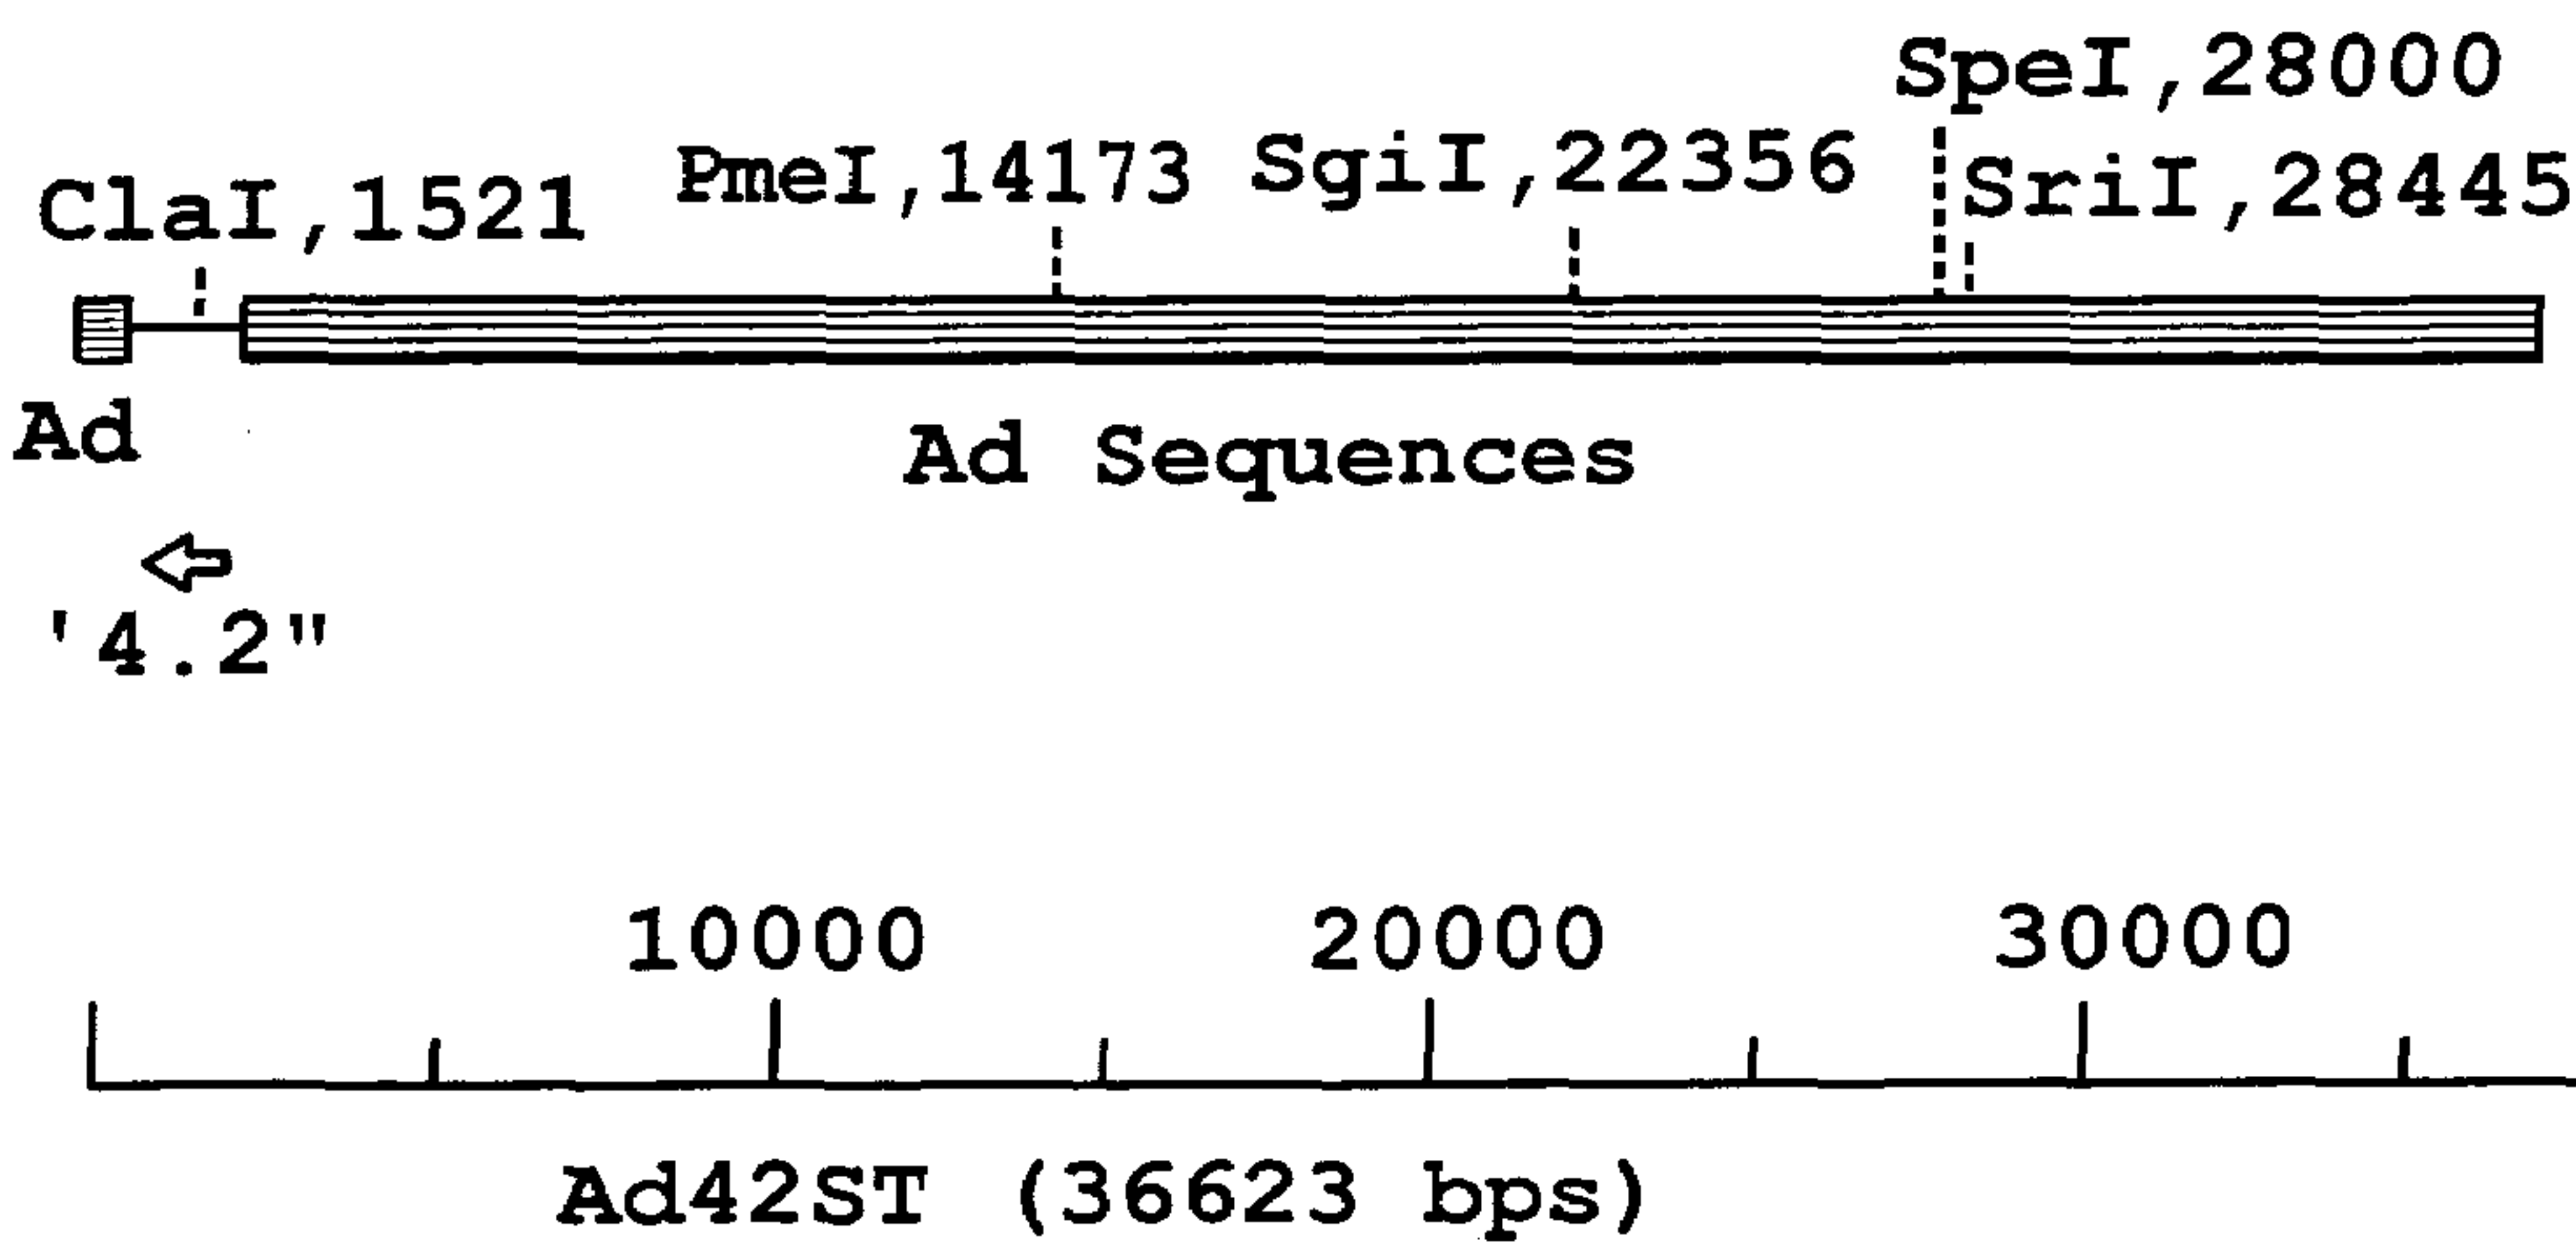 SpeI,28000
ClaI,1521 PmeI,14173 SgiI,22356 SriI,28445
Ad Ad Sequences
'4.2"
10000 20000 30000
Ad42ST (36623 bps)